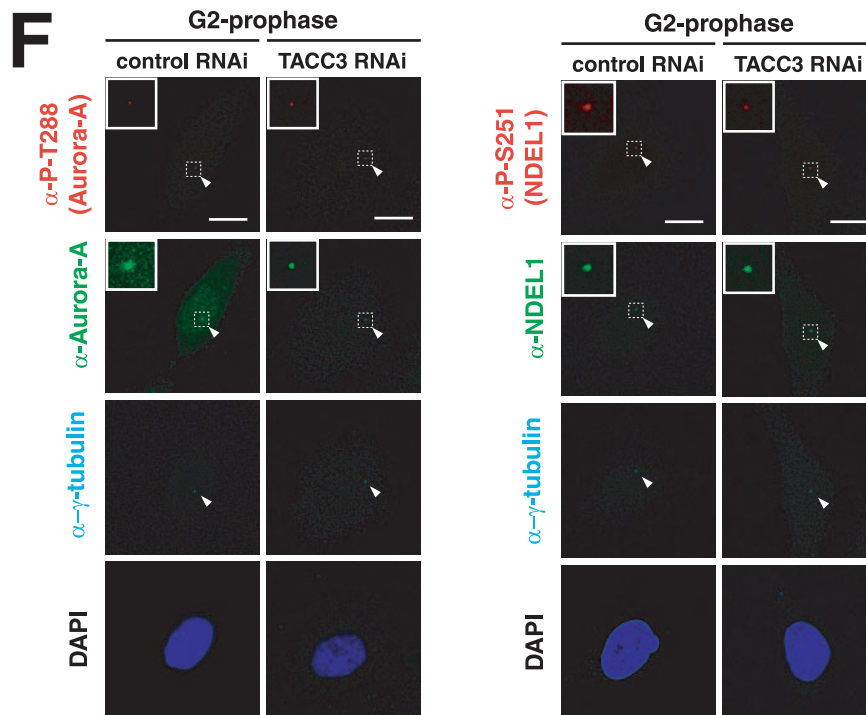 F
G2-prophase
control RNAi TACC3 RNAi
α-P-T288
(Aurora-A)
α-Aurora-A
α–γ-tubulin
DAPI
G2-prophase
control RNAi TACC3 RNAi
α-P-S251
(NDEL1)
α-NDEL1
α–γ-tubulin
DAPI